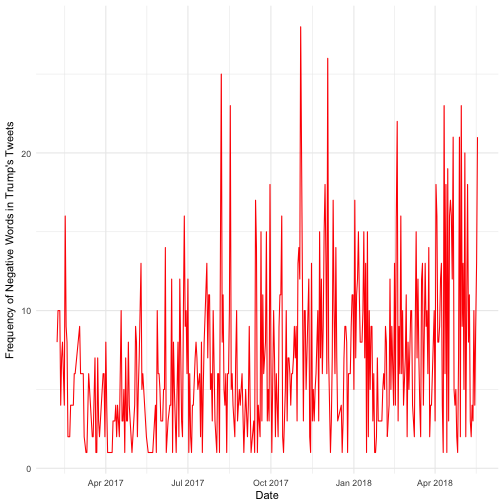 Frequency of Negative Words in Trump's Tweets
20
10
0
Apr 2017
Jul 2017
Oct 2017
Jan 2018
Apr 2018
Date